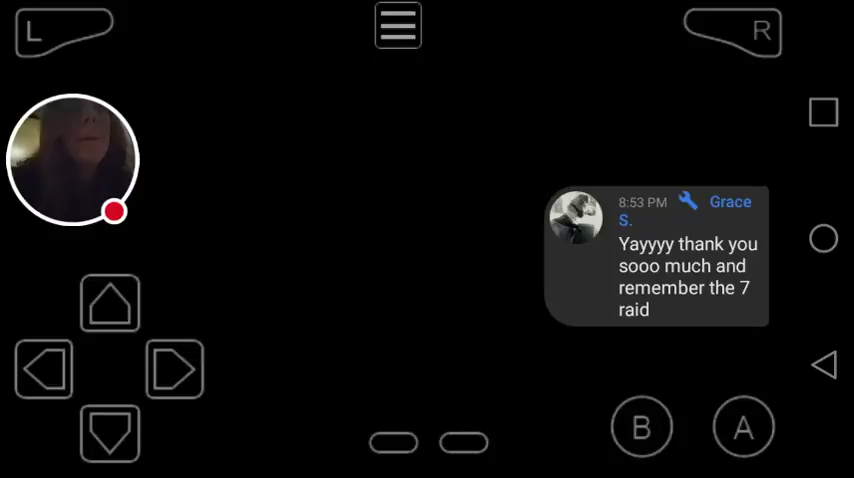 L
R
8:53 PM Grace
S.
Yayyyy thank you
sooo much and
remember the 7
raid
B
A